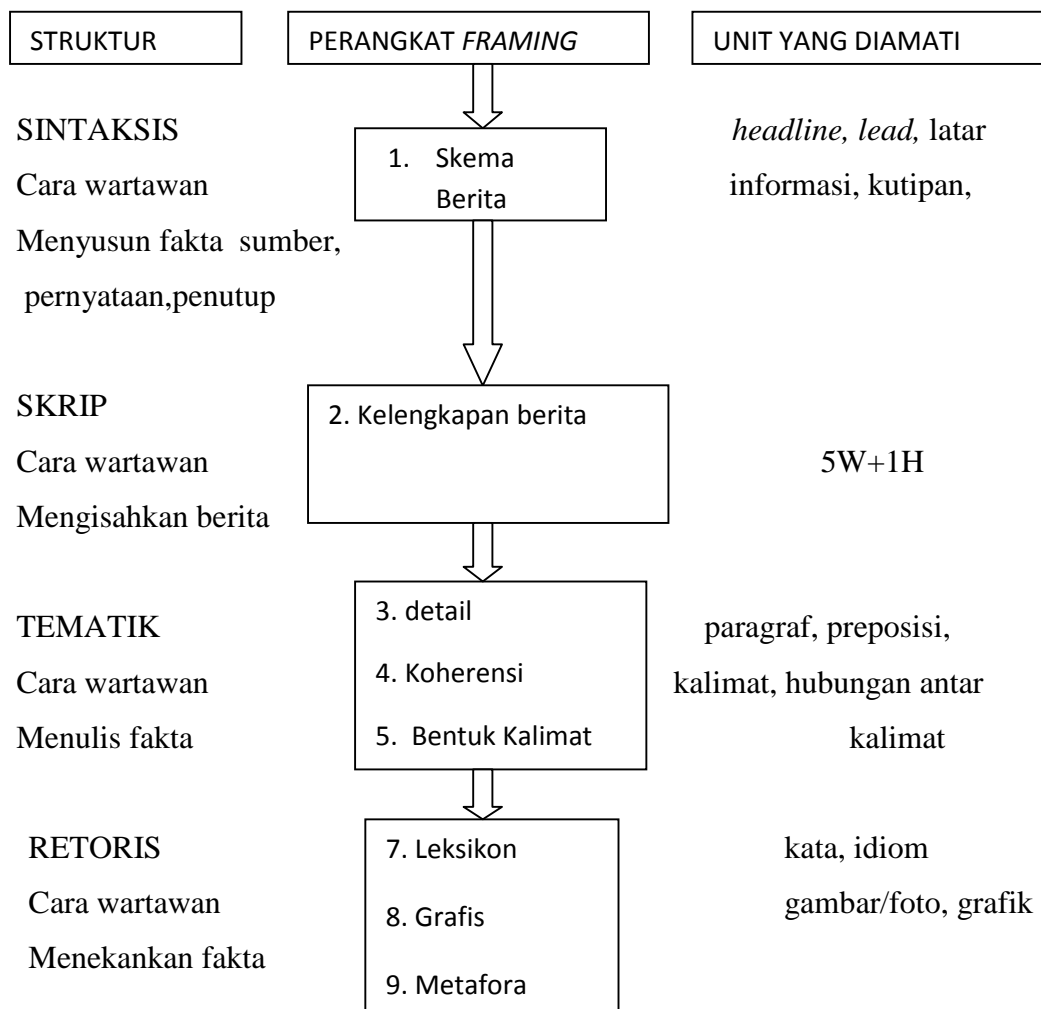 STRUKTUR
PERANGKAT FRAMING
UNIT YANG DIAMATI
SINTAKSIS
headline, lead, latar
1. Skema
Cara wartawan
informasi, kutipan,
Berita
Menyusun fakta sumber,
pernyataan,penutup
SKRIP
2. Kelengkapan berita
Cara wartawan
5W+1H
Mengisahkan berita
3. detail
TEMATIK
paragraf, preposisi,
4. Koherensi
Cara wartawan
kalimat, hubungan antar
5. Bentuk Kalimat
Menulis fakta
kalimat
RETORIS
7. Leksikon
kata, idiom
Cara wartawan
8. Grafis
gambar/foto, grafik
Menekankan fakta
9. Metafora